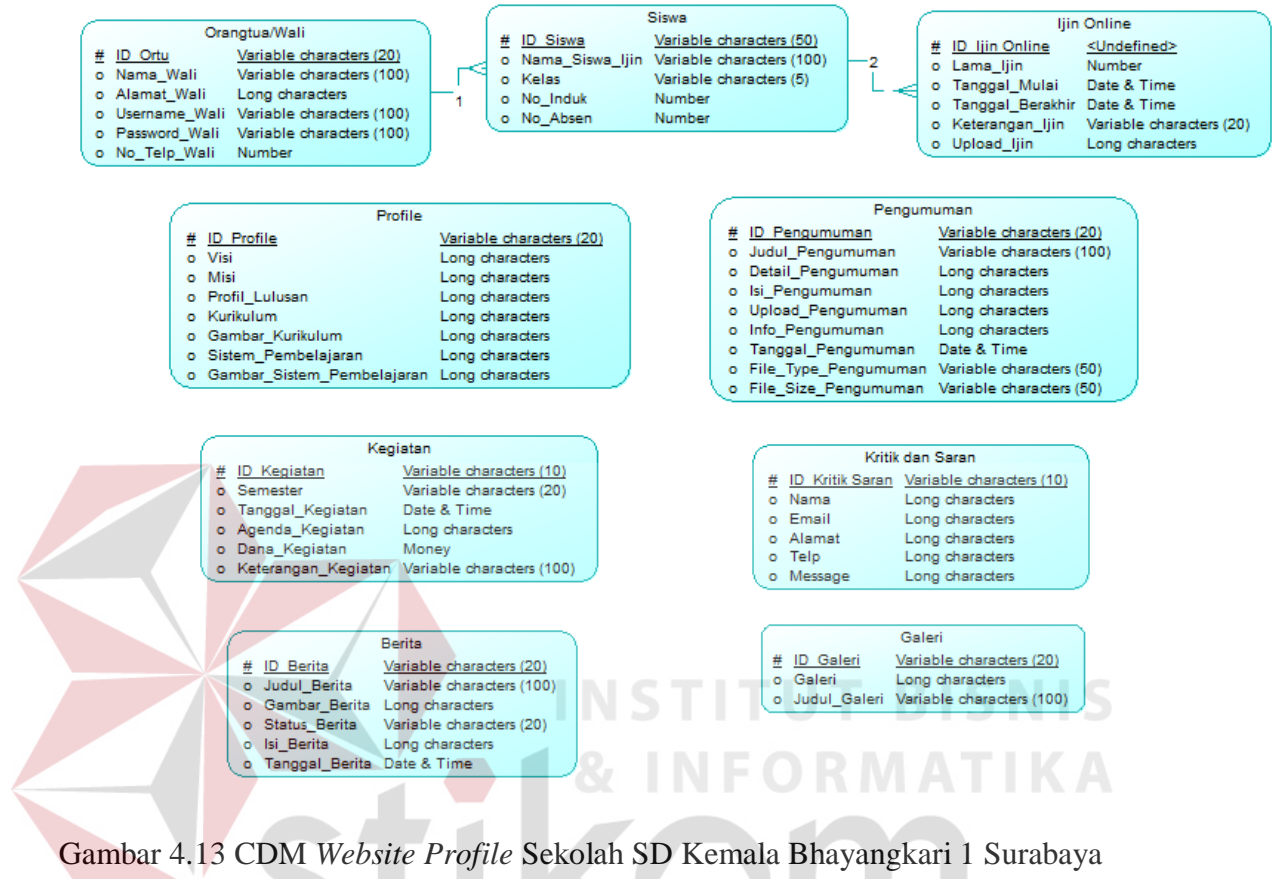 Orangtua/Wali
# ID_Ortu Variable characters (20)
o Nama_Wali Variable characters (100)
o Alamat_Wali Long characters
o Username_Wali Variable characters (100)
o Password_Wali Variable characters (100)
o No_Telp_Wali Number
1
Siswa
# ID_Siswa Variable characters (50)
o Nama_Siswa_Ijin Variable characters (100)
o Kelas Variable characters (5)
o No_Induk Number
o No_Absen Number
2
Ijin Online
# ID_Ijin Online <Undefined>
o Lama_Ijin Number
o Tanggal_Mulai Date & Time
o Tanggal_Berakhir Date & Time
o Keterangan_Ijin Variable characters (20)
o Upload_Ijin Long characters
Profile
# ID_Profile Variable characters (20)
o Visi Long characters
o Misi Long characters
o Profil_Lulusan Long characters
o Kurikulum Long characters
o Gambar_Kurikulum Long characters
o Sistem_Pembelajaran Long characters
o Gambar_Sistem_Pembelajaran Long characters
Pengumuman
# ID_Pengumuman Variable characters (20)
o Judul_Pengumuman Variable characters (100)
o Detail_Pengumuman Long characters
o Isi_Pengumuman Long characters
o Upload_Pengumuman Long characters
o Info_Pengumuman Long characters
o Tanggal_Pengumuman Date & Time
o File_Type_Pengumuman Variable characters (50)
o File_Size_Pengumuman Variable characters (50)
Kegiatan
# ID_Kegiatan Variable characters (10)
o Semester Variable characters (20)
o Tanggal_Kegiatan Date & Time
o Agenda_Kegiatan Long characters
o Dana_Kegiatan Money
o Keterangan_Kegiatan Variable characters (100)
Kritik dan Saran
# ID_Kritik Saran Variable characters (10)
o Nama Long characters
o Email Long characters
o Alamat Long characters
o Telp Long characters
o Message Long characters
Berita
# ID_Berita Variable characters (20)
o Judul_Berita Variable characters (100)
o Gambar_Berita Long characters
o Status_Berita Variable characters (20)
o Isi_Berita Long characters
o Tanggal_Berita Date & Time
Galeri
# ID_Galeri Variable characters (20)
o Galeri Long characters
o Judul_Galeri Variable characters (100)
INSTITUT BISNIS
& INFORMATIKA
stikom
Gambar 4.13 CDM Website Profile Sekolah SD Kemala Bhayangkari 1 Surabaya